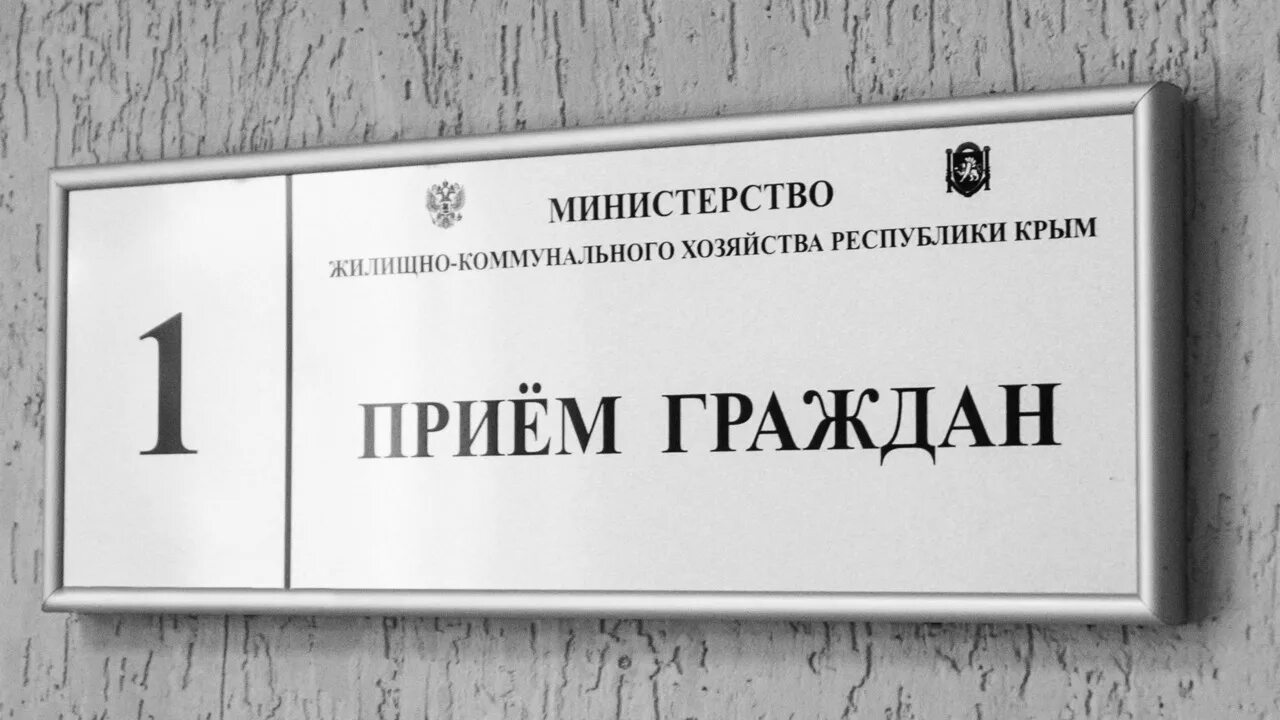 1
МИНИСТЕРСТВО
ЖИЛИЩНО-КОММУНАЛЬНОГО ХОЗЯЙСТВА РЕСПУБЛИКИ КРЫМ
ПРИЁМ ГРАЖДАН